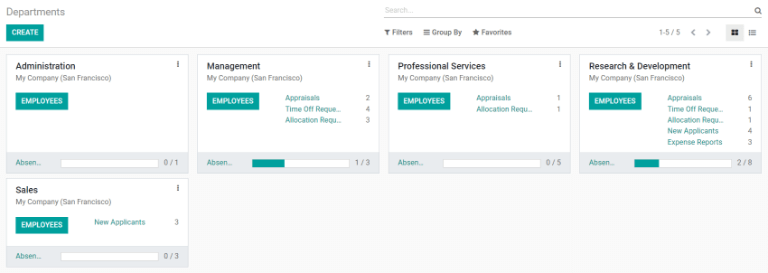 Departments
Search...
CREATE
Filters Group By Favorites 1-5 / 5
Administration
My Company (San Francisco)
EMPLOYEES
Absen... 0 / 1
Management
My Company (San Francisco)
EMPLOYEES
Appraisals 2
Time Off Reque... 4
Allocation Requ... 3
Absen... 1 / 3
Professional Services
My Company (San Francisco)
EMPLOYEES
Appraisals 1
Allocation Requ... 1
Absen... 0 / 5
Research & Development
My Company (San Francisco)
EMPLOYEES
Appraisals 6
Time Off Reque... 1
Allocation Requ... 1
New Applicants 4
Expense Reports 3
Absen... 2 / 8
Sales
My Company (San Francisco)
EMPLOYEES
New Applicants 3
Absen... 0 / 3